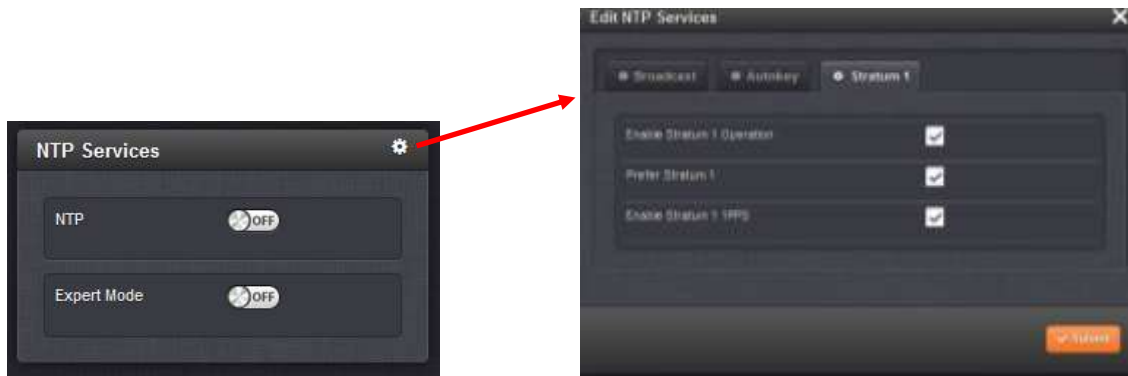 NTP Services
NTP
OFF
Expert Mode
OFF
Edit NTP Services
Broadcast
Autokey
Stratum 1
Enable Stratum 1 Operation
Prefer Stratum 1
Enable Stratum 1 1PPS
Submit